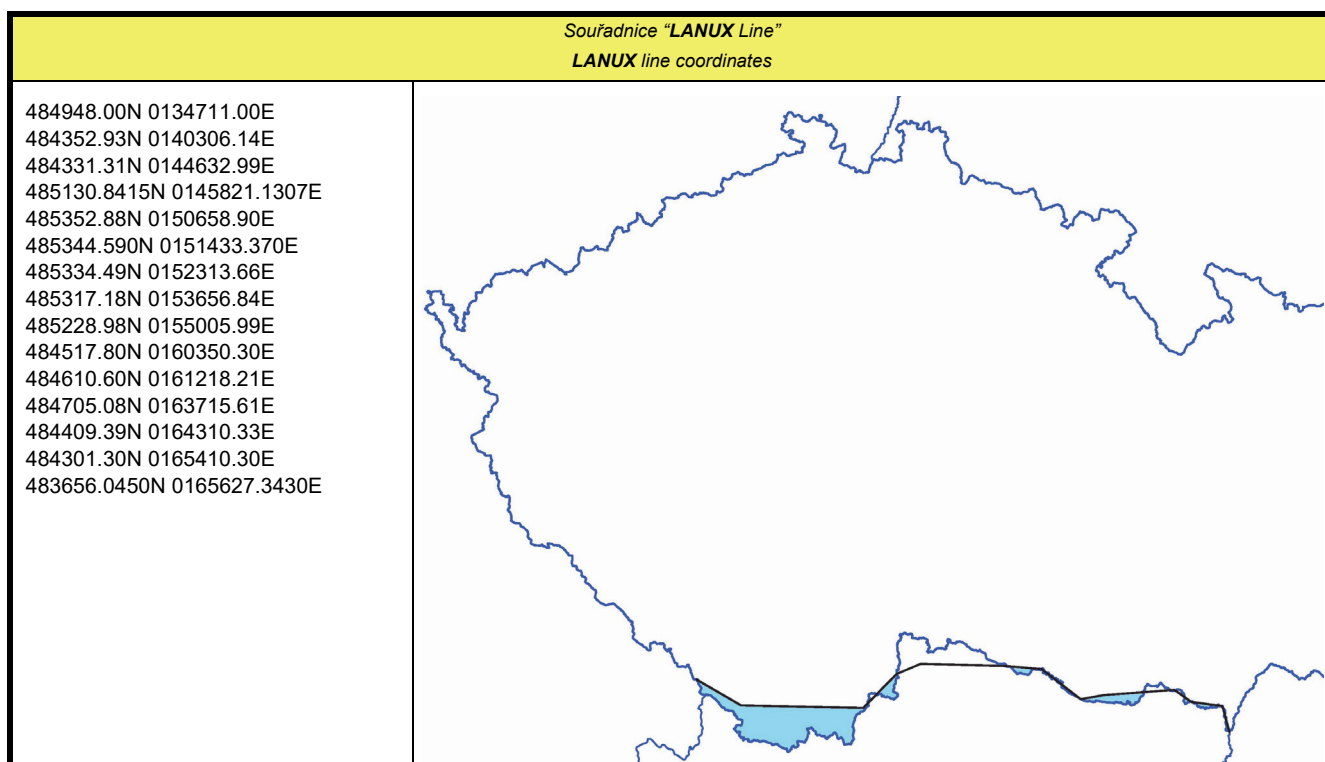 Souřadnice “LANUX Line”
LANUX line coordinates
484948.00N 0134711.00E
484352.93N 0140306.14E
484331.31N 0144632.99E
485130.8415N 0145821.1307E
485352.88N 0150658.90E
485344.590N 0151433.370E
485334.49N 0152313.66E
485317.18N 0153656.84E
485228.98N 0155005.99E
484517.80N 0160350.30E
484610.60N 0161218.21E
484705.08N 0163715.61E
484409.39N 0164310.33E
484301.30N 0165410.30E
483656.0450N 0165627.3430E